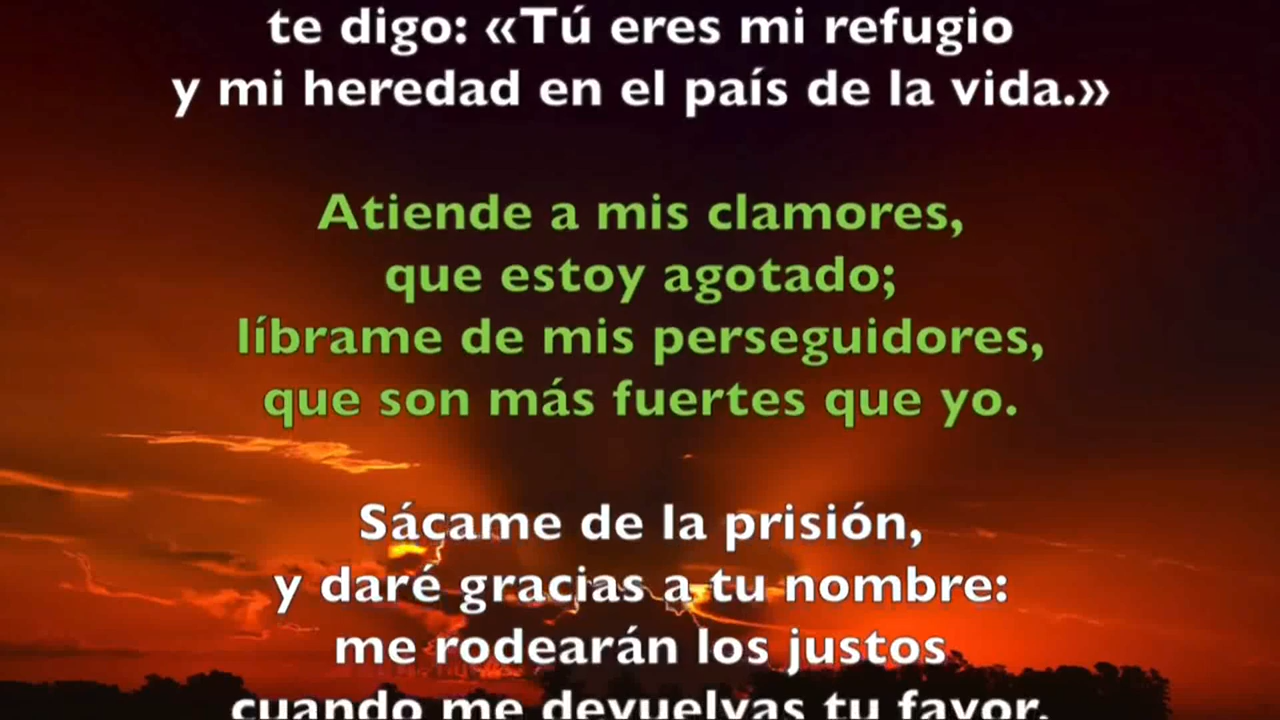 te digo: «Tú eres mi refugio
y mi heredad en el país de la vida.»
Atiende a mis clamores,
que estoy agotado;
líbrame de mis perseguidores,
que son más fuertes que yo.
Sácame de la prisión,
y daré gracias a tu nombre:
me rodearán los justos
cuando me devuelvas tu favor.